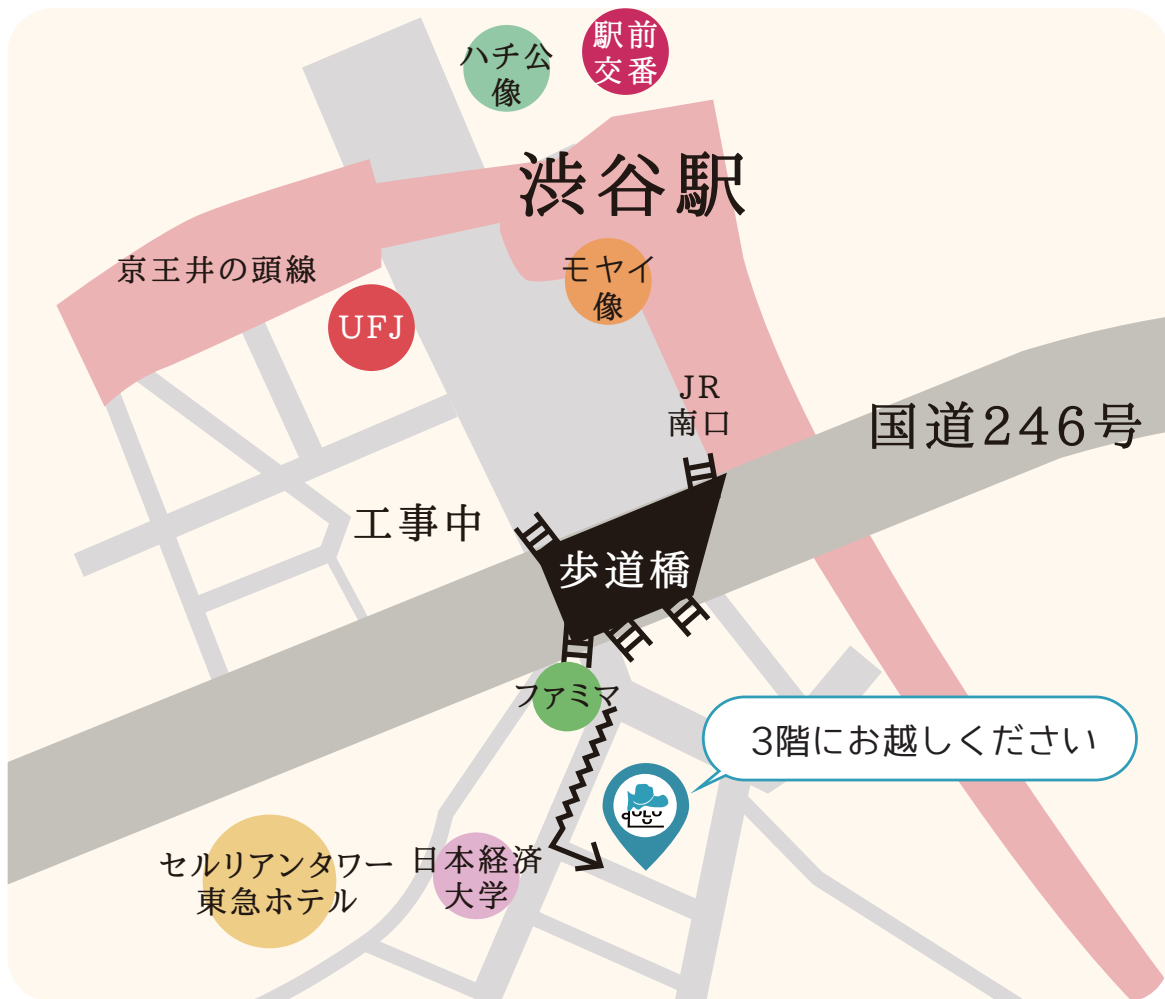 ハチ公
像
駅前
交番
渋谷駅
京王井の頭線
モヤイ
像
UFJ
JR
南口
国道246号
工事中
歩道橋
ファミマ
3階にお越しください
セルリアンタワー
東急ホテル
日本経済
大学